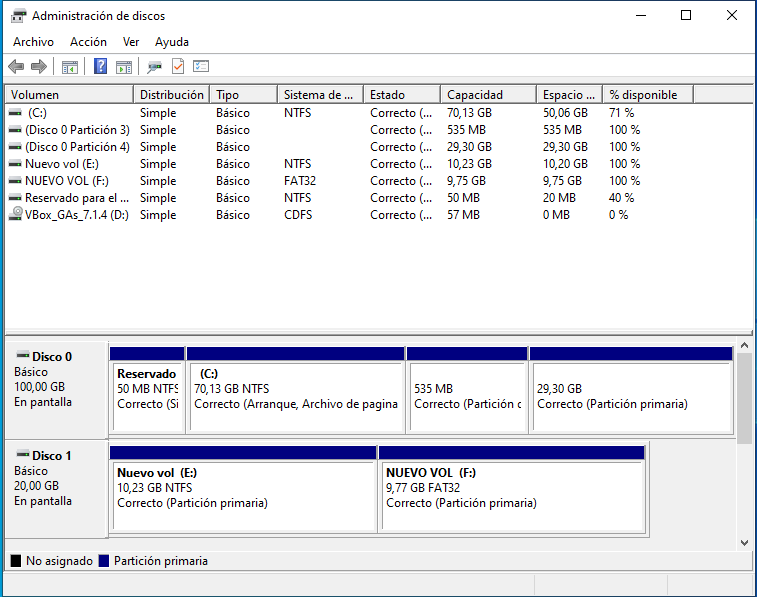 Administración de discos
Archivo Acción Ver Ayuda
Volumen Distribución Tipo Sistema de ... Estado Capacidad Espacio ... % disponible
(C:) Simple Básico NTFS Correcto (... 70,13 GB 50,06 GB 71 %
(Disco 0 Partición 3) Simple Básico Correcto (... 535 MB 535 MB 100 %
(Disco 0 Partición 4) Simple Básico Correcto (... 29,30 GB 29,30 GB 100 %
Nuevo vol (E:) Simple Básico NTFS Correcto (... 10,23 GB 10,20 GB 100 %
NUEVO VOL (F:) Simple Básico FAT32 Correcto (... 9,75 GB 9,75 GB 100 %
Reservado para el ... Simple Básico NTFS Correcto (... 50 MB 20 MB 40 %
VBox_GAs_7.1.4 (D:) Simple Básico CDFS Correcto (... 57 MB 0 MB 0 %
Disco 0
Básico
100,00 GB
En pantalla
Reservado
50 MB NTFS
Correcto (Si
(C:)
70,13 GB NTFS
Correcto (Arranque, Archivo de pagina
535 MB
Correcto (Partición c
29,30 GB
Correcto (Partición primaria)
Disco 1
Básico
20,00 GB
En pantalla
Nuevo vol (E:)
10,23 GB NTFS
Correcto (Partición primaria)
NUEVO VOL (F:)
9,77 GB FAT32
Correcto (Partición primaria)
No asignado Partición primaria